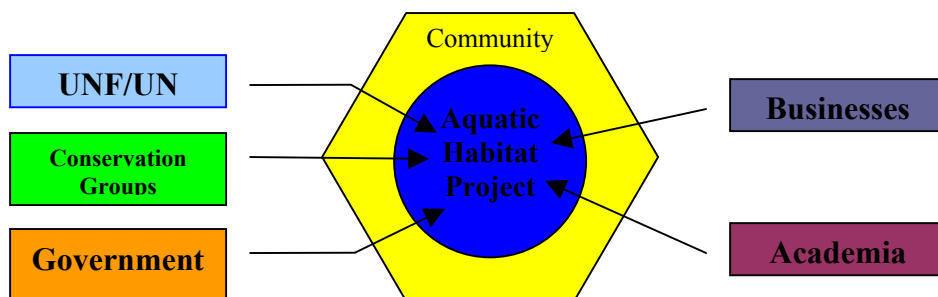 Community
UNF/UN
Conservation
Groups
Government
Aquatic
Habitat
Project
Businesses
Academia